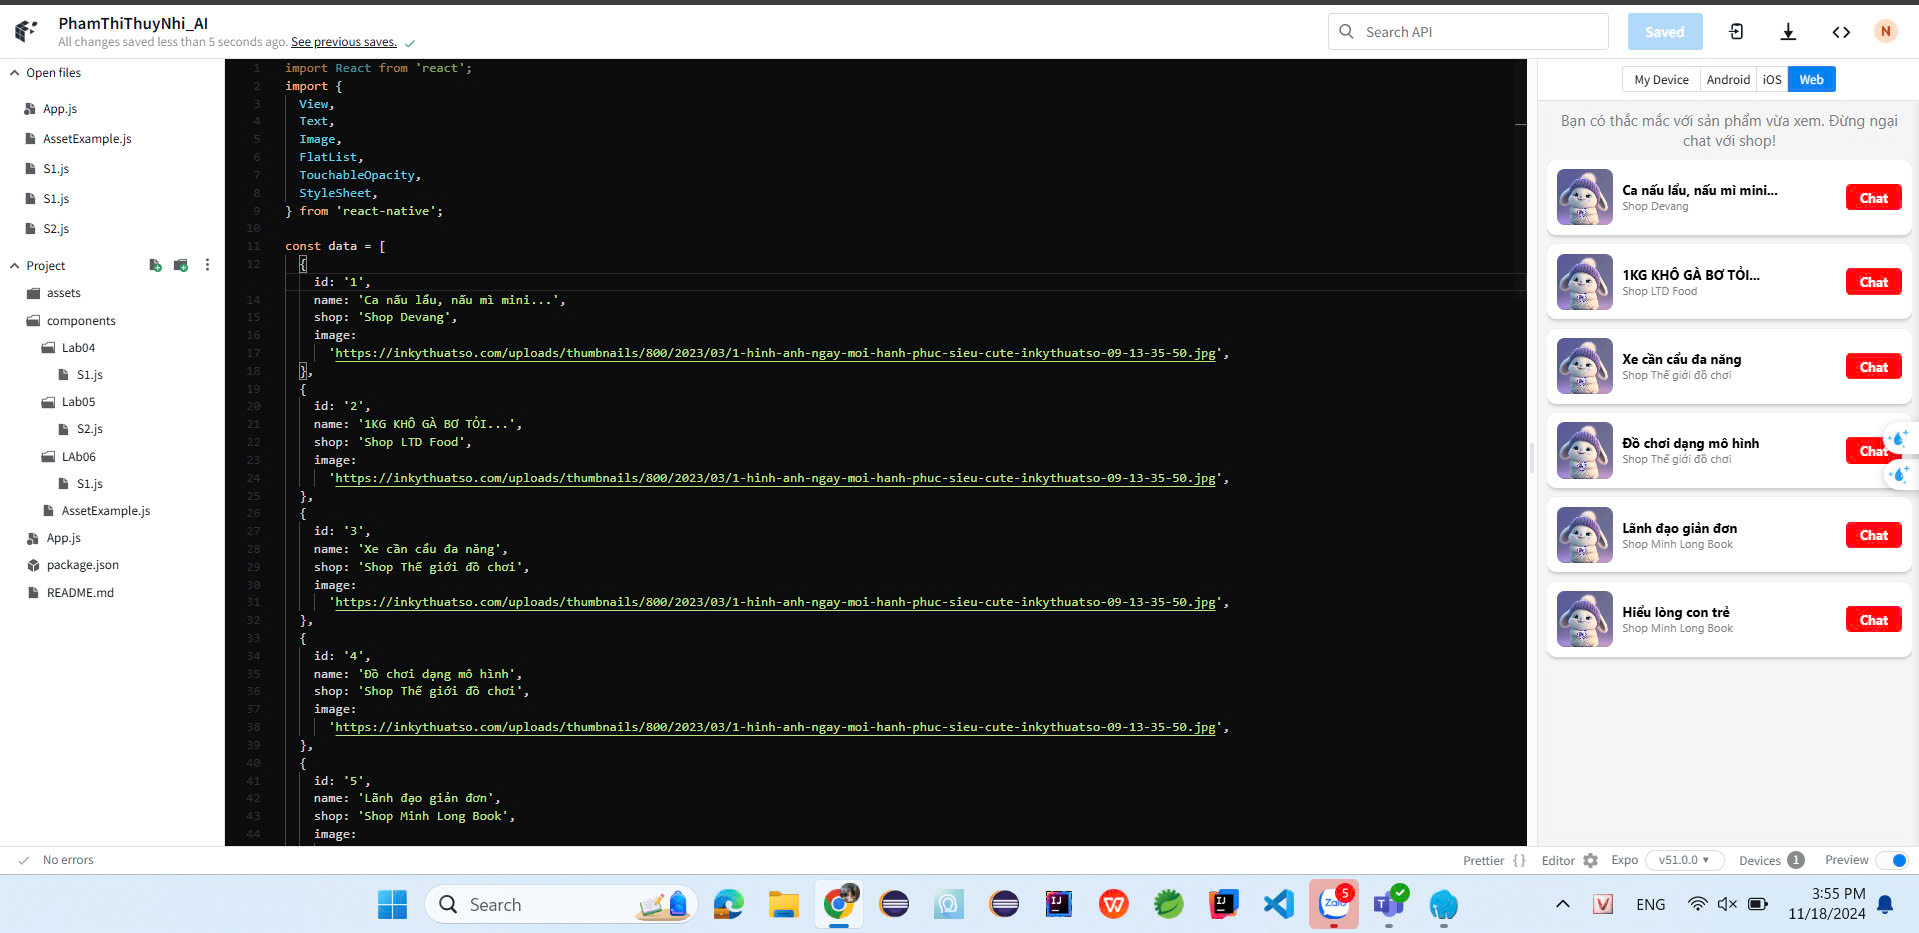 PhamThiThuyNhi_AI
All changes saved less than 5 seconds ago. See previous saves.
Search API
Saved
N
Open files
App.js
AssetExample.js
S1.js
S1.js
S2.js
Project
assets
components
Lab04
S1.js
Lab05
S2.js
LAb06
S1.js
AssetExample.js
App.js
package.json
README.md
1 import React from 'react';
2 import {
3 View,
4 Text,
5 Image,
6 FlatList,
7 TouchableOpacity,
8 StyleSheet,
9 } from 'react-native';
10
11 const data = [
12 {
id: '1',
14 name: 'Ca nấu lẩu, nấu mì mini...',
15 shop: 'Shop Devang',
16 image:
17 'https://inkythuatso.com/uploads/thumbnails/800/2023/03/1-hinh-anh-ngay-moi-hanh-phuc-sieu-cute-inkythuatso-09-13-35-50.jpg',
18 },
19 {
20 id: '2',
21 name: '1KG KHÔ GÀ BƠ TỎI...',
22 shop: 'Shop LTD Food',
23 image:
24 'https://inkythuatso.com/uploads/thumbnails/800/2023/03/1-hinh-anh-ngay-moi-hanh-phuc-sieu-cute-inkythuatso-09-13-35-50.jpg',
25 },
26 {
27 id: '3',
28 name: 'Xe cần cẩu đa năng',
29 shop: 'Shop Thế giới đồ chơi',
30 image:
31 'https://inkythuatso.com/uploads/thumbnails/800/2023/03/1-hinh-anh-ngay-moi-hanh-phuc-sieu-cute-inkythuatso-09-13-35-50.jpg',
32 },
33 {
34 id: '4',
35 name: 'Đồ chơi dạng mô hình',
36 shop: 'Shop Thế giới đồ chơi',
37 image:
38 'https://inkythuatso.com/uploads/thumbnails/800/2023/03/1-hinh-anh-ngay-moi-hanh-phuc-sieu-cute-inkythuatso-09-13-35-50.jpg',
39 },
40 {
41 id: '5',
42 name: 'Lãnh đạo giản đơn',
43 shop: 'Shop Minh Long Book',
44 image:
My Device Android iOS Web
Bạn có thắc mắc với sản phẩm vừa xem. Đừng ngại
chat với shop!
Ca nấu lẩu, nấu mì mini...
Shop Devang
Chat
1KG KHÔ GÀ BƠ TỎI...
Shop LTD Food
Chat
Xe cần cẩu đa năng
Shop Thế giới đồ chơi
Chat
Đồ chơi dạng mô hình
Shop Thế giới đồ chơi
Chat
Lãnh đạo giản đơn
Shop Minh Long Book
Chat
Hiểu lòng con trẻ
Shop Minh Long Book
Chat
No errors
Prettier {} Editor Expo v51.0.0 Devices 1 Preview
Search
IJ
IJ
Zalo
5
T
V
ENG
3:55 PM
11/18/2024